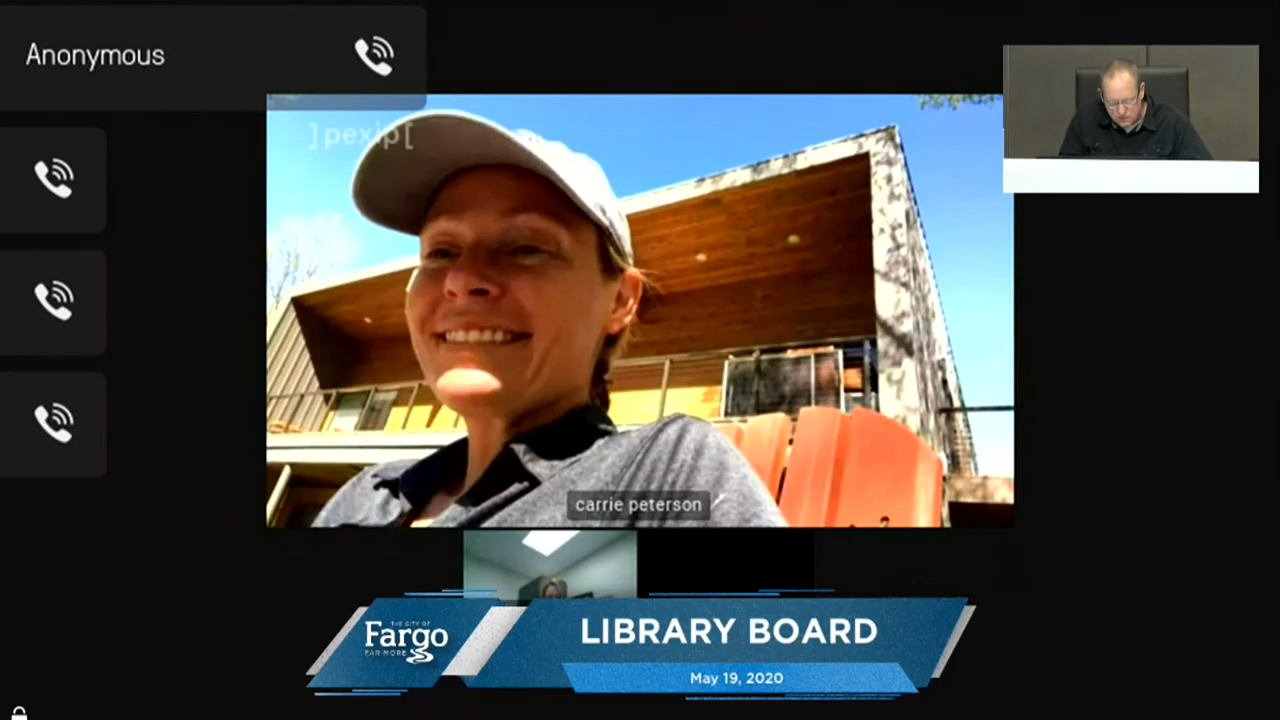 Anonymous
]pexip[
carrie peterson
THE CITY OF
Fargo
FAR MORE
LIBRARY BOARD
May 19, 2020